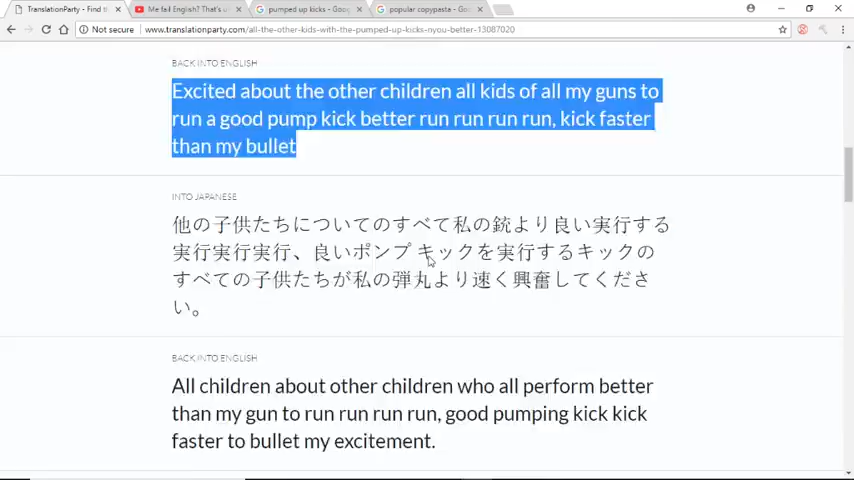 TranslationParty - Find th
Me fail English? That's u
pumped up kicks - Goog
popular copypasta - Goo
Not secure | www.translationparty.com/all-the-other-kids-with-the-pumped-up-kicks-nyou-better-13087020
BACK INTO ENGLISH
Excited about the other children all kids of all my guns to
run a good pump kick better run run run run, kick faster
than my bullet
INTO JAPANESE
他の子供たちについてのすべて私の銃より良い実行する
実行実行実行、良いポンプ キックを実行するキックの
すべての子供たちが私の弾丸より速く興奮してくださ
い。
BACK INTO ENGLISH
All children about other children who all perform better
than my gun to run run run run, good pumping kick kick
faster to bullet my excitement.